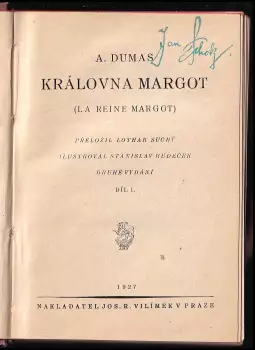 A. DUMAS
Jan
KRÁLOVNA MARGOT
(LA REINE MARGOT)
PŘELOŽIL LOTHAR SUCHÝ
ILUSTROVAL STANISLAV HUDEČEK
DRUHÉ VYDÁNÍ
DÍL I.
1927
NAKLADATEL JOS. R. VILÍMEK V PRAZE